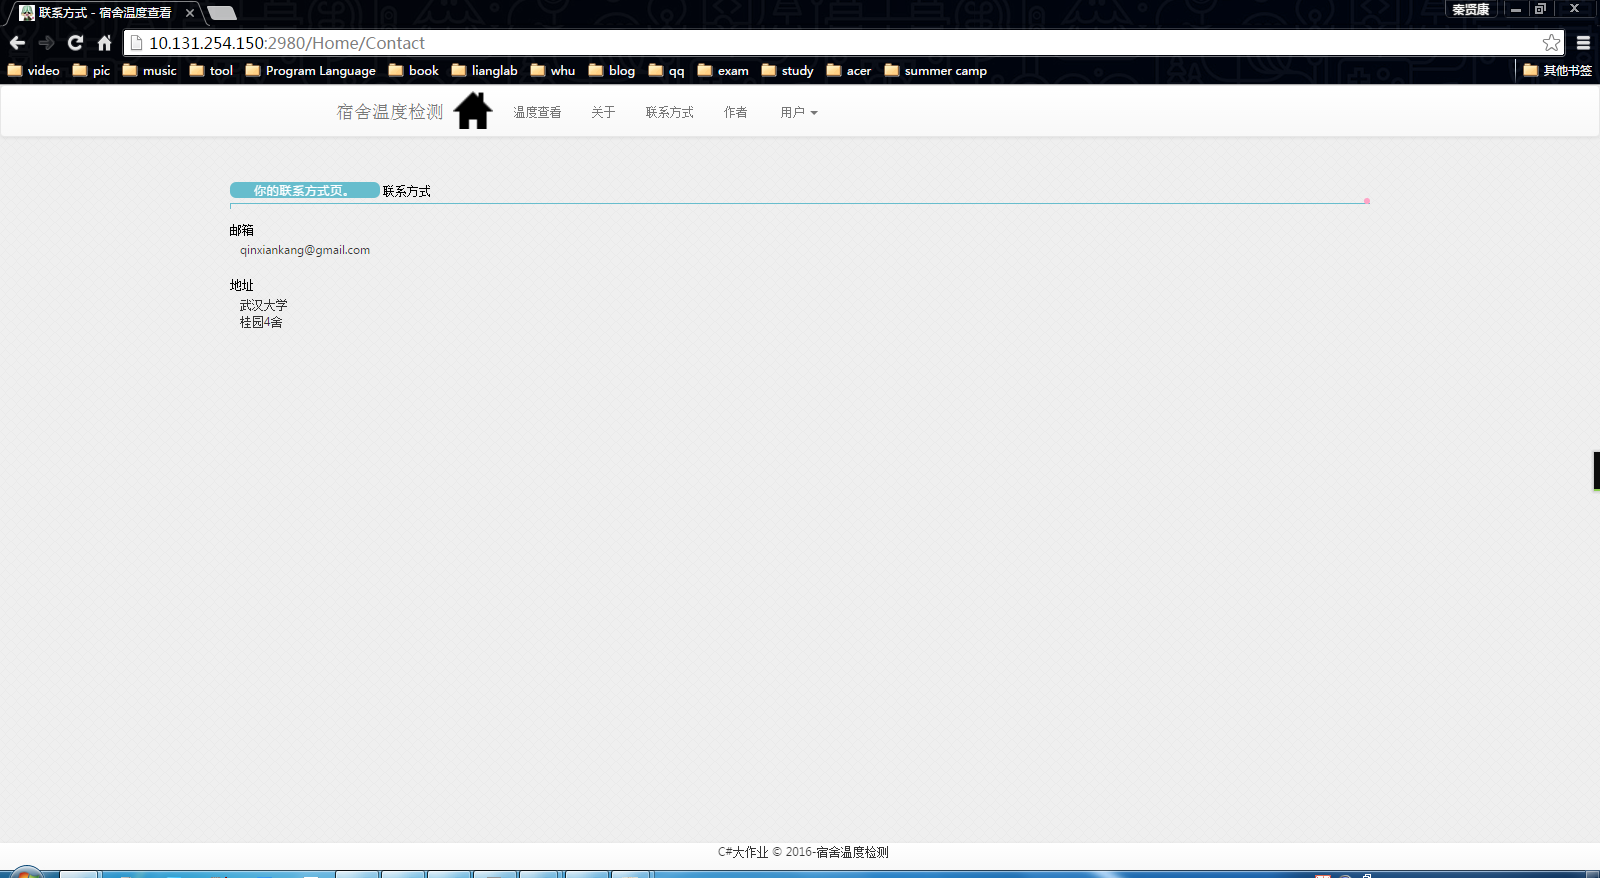 联系方式 - 宿舍温度查看
秦贤康
10.131.254.150:2980/Home/Contact
video pic music tool Program Language book lianglab whu blog qq exam study acer summer camp 其他书签
宿舍温度检测 温度查看 关于 联系方式 作者 用户
你的联系方式页。 联系方式
邮箱
qinxiankang@gmail.com
地址
武汉大学
桂园4舍
C#大作业 © 2016-宿舍温度检测